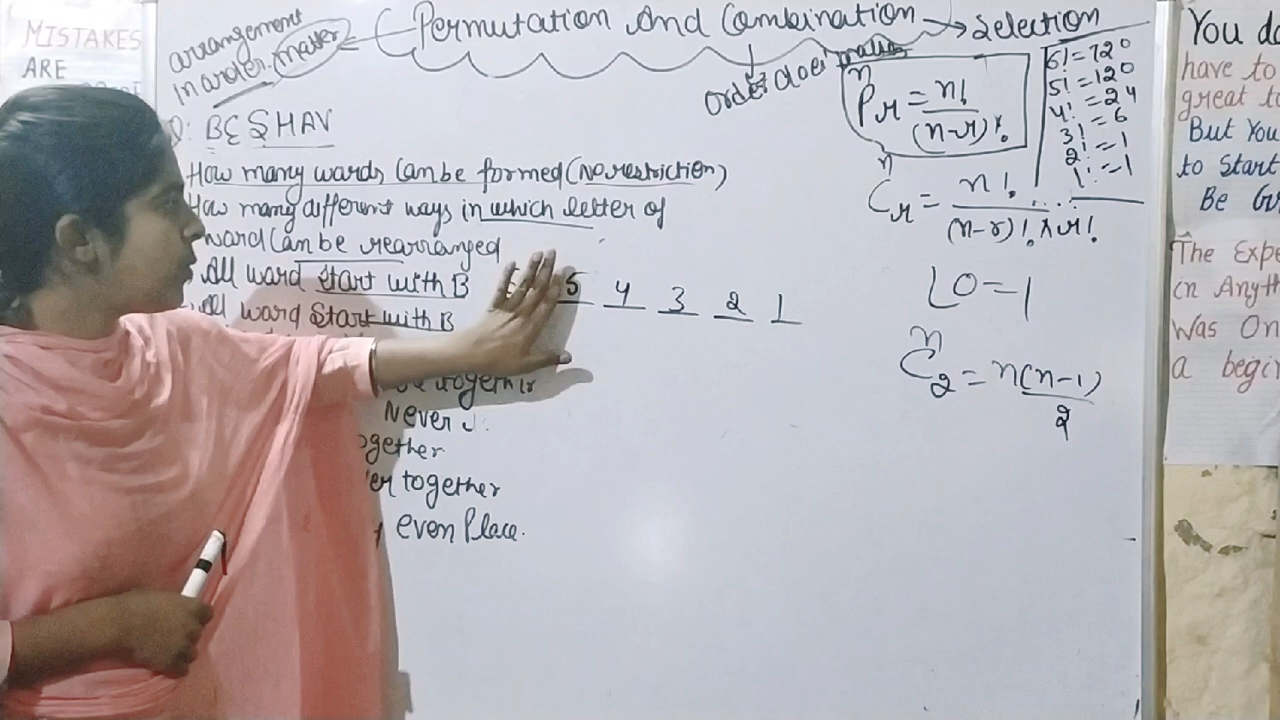 MISTAKES
ARE
arrangement
in order matter
Permutation And Combination → Selection
order does matter
Q: BESHAV
How many words can be formed (No restriction)
How many different ways in which letter of
word can be rearranged
All word start with B
All word start with B
5 4 3 2 1
together
Never
ogether
er together
even Place.
nPr = n!
(n-r)!
nCr = n!
(n-r)! × r!
6! = 720
5! = 120
4! = 24
3! = 6
2! = 1
1! = 1
L0 = 1
nC2 = n(n-1)
2
You do
have to
great to
But You
to Start
Be Gr
The Expe
in Anyth
Was On
a begin